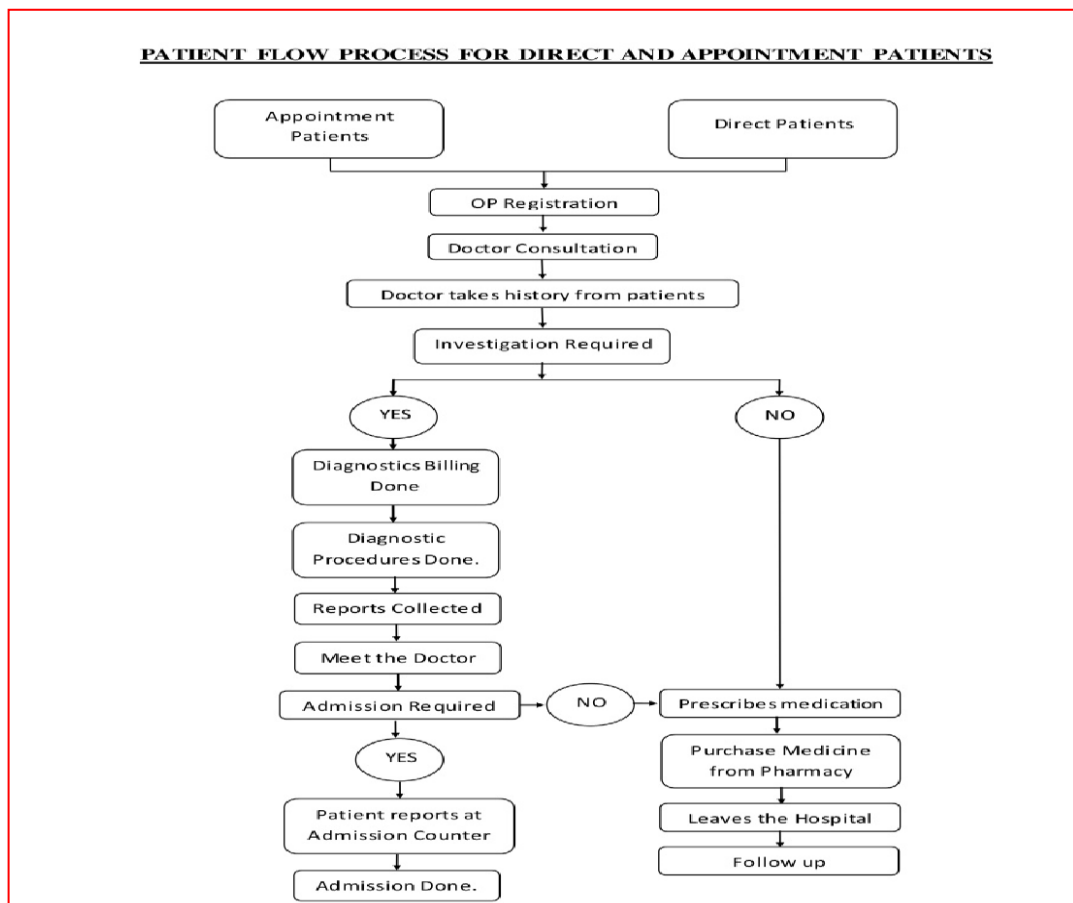 PATIENT FLOW PROCESS FOR DIRECT AND APPOINTMENT PATIENTS
Appointment
Patients
Direct Patients
OP Registration
Doctor Consultation
Doctor takes history from patients
Investigation Required
YES
NO
Diagnostics Billing
Done
Diagnostic
Procedures Done.
Reports Collected
Meet the Doctor
Admission Required
NO
Prescribes medication
YES
Purchase Medicine
from Pharmacy
Patient reports at
Admission Counter
Leaves the Hospital
Admission Done.
Follow up